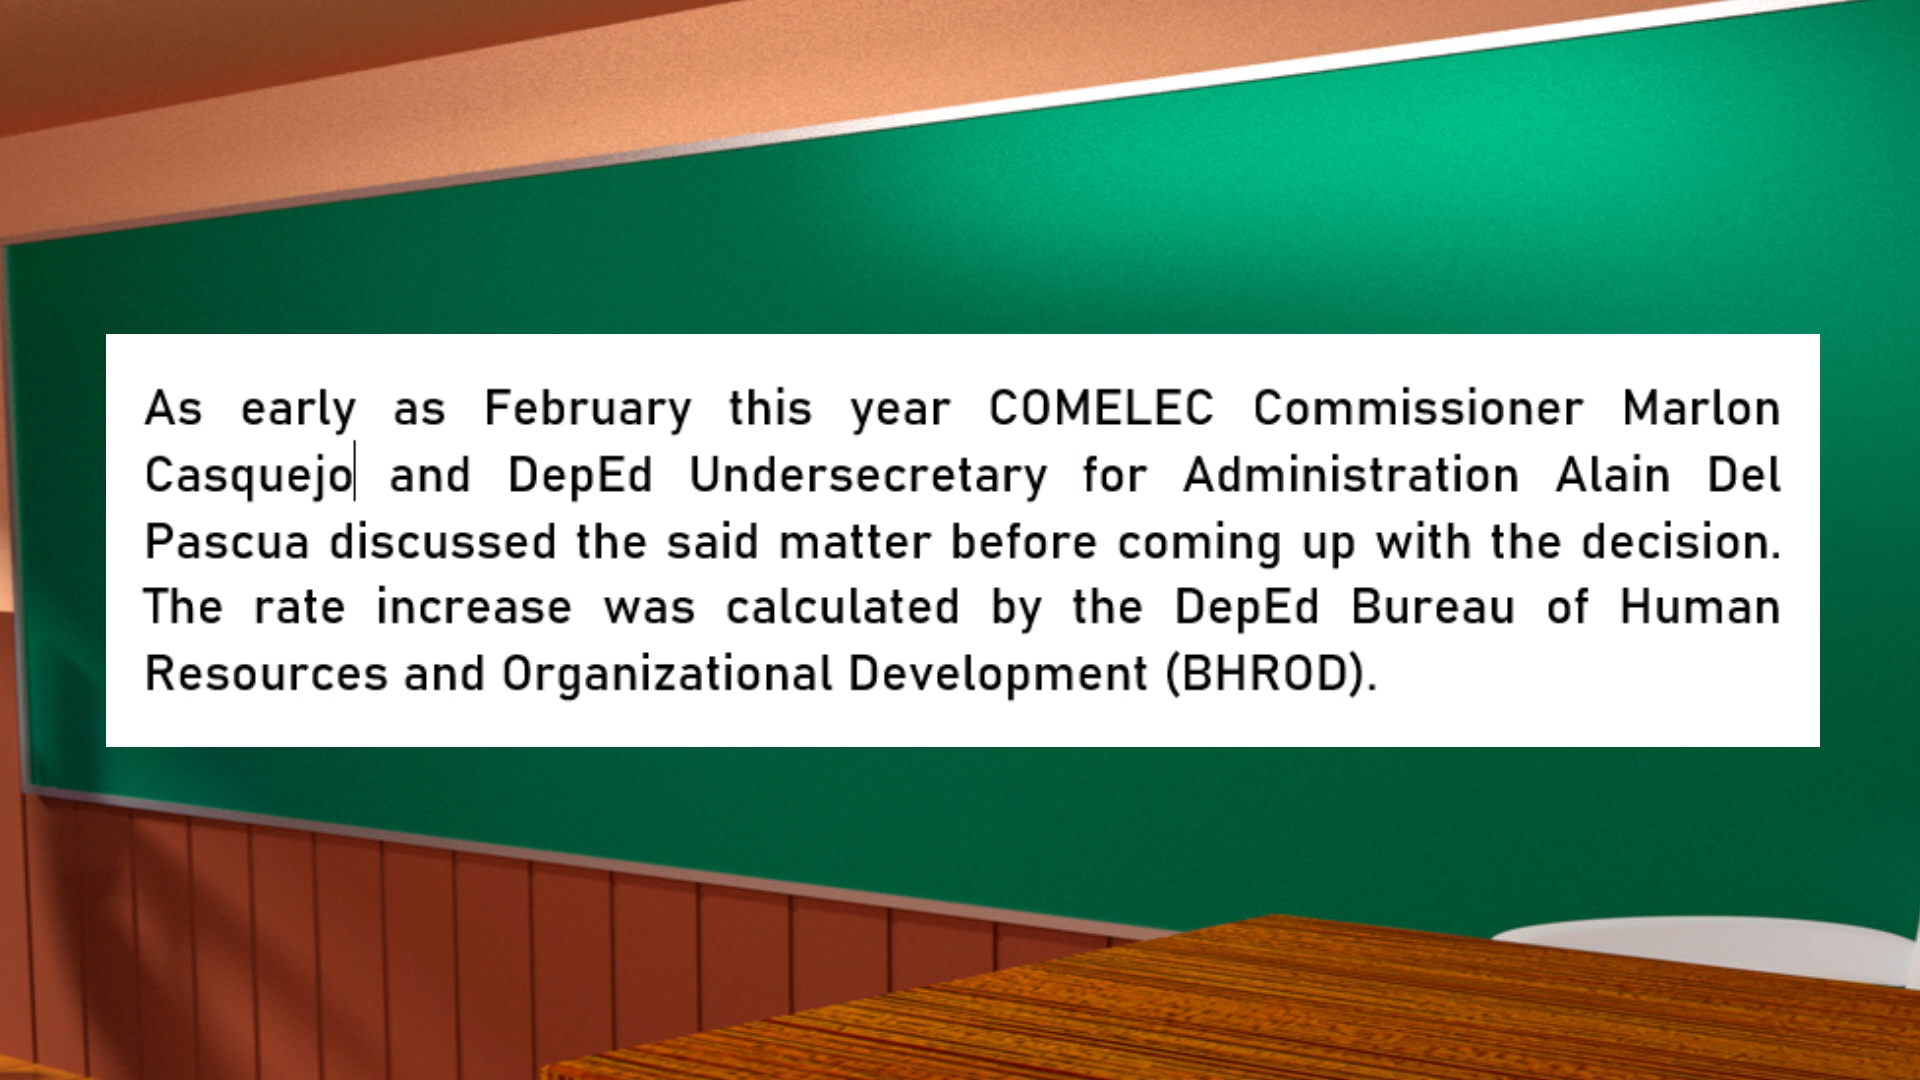 As early as February this year COMELEC Commissioner Marlon
Casquejo and DepEd Undersecretary for Administration Alain Del
Pascua discussed the said matter before coming up with the decision.
The rate increase was calculated by the DepEd Bureau of Human
Resources and Organizational Development (BHROD).